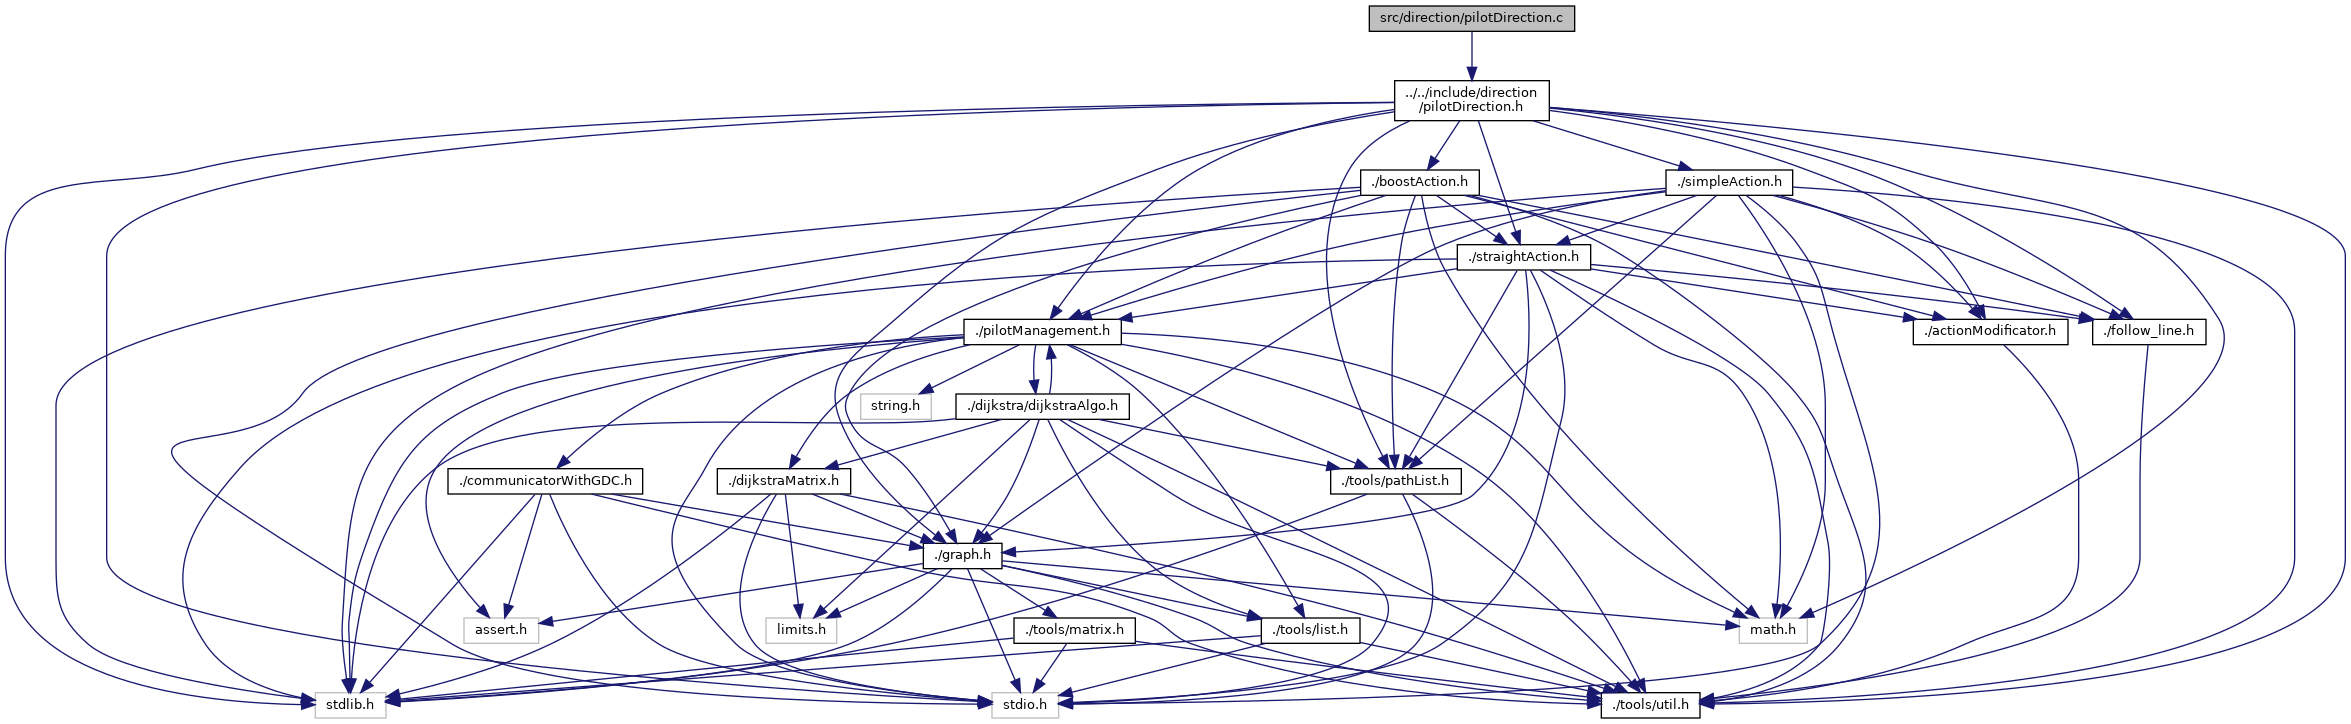 src/direction/pilotDirection.c
../../include/direction
/pilotDirection.h
./boostAction.h
./simpleAction.h
./straightAction.h
./pilotManagement.h
./actionModificator.h
./follow_line.h
string.h
./dijkstra/dijkstraAlgo.h
./communicatorWithGDC.h
./dijkstraMatrix.h
./tools/pathList.h
./graph.h
assert.h
limits.h
./tools/matrix.h
./tools/list.h
math.h
stdlib.h
stdio.h
./tools/util.h